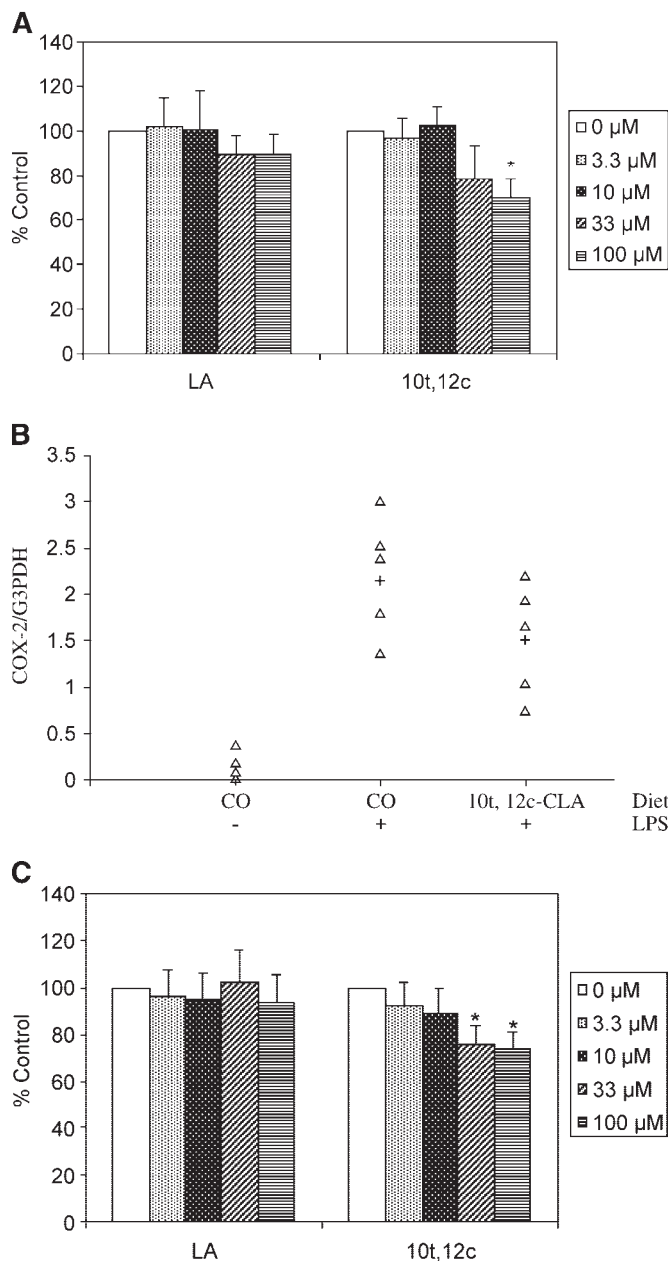 A
140
120
100
80
60
40
20
0
% Control
*
LA
10t,12c
0 µM
3.3 µM
10 µM
33 µM
100 µM
B
3.5
3
2.5
2
1.5
1
0.5
0
COX-2/G3PDH
CO
CO
10t, 12c-CLA
Diet
-
+
+
LPS
C
140
120
100
80
60
40
20
0
% Control
*
*
LA
10t,12c
0 µM
3.3 µM
10 µM
33 µM
100 µM